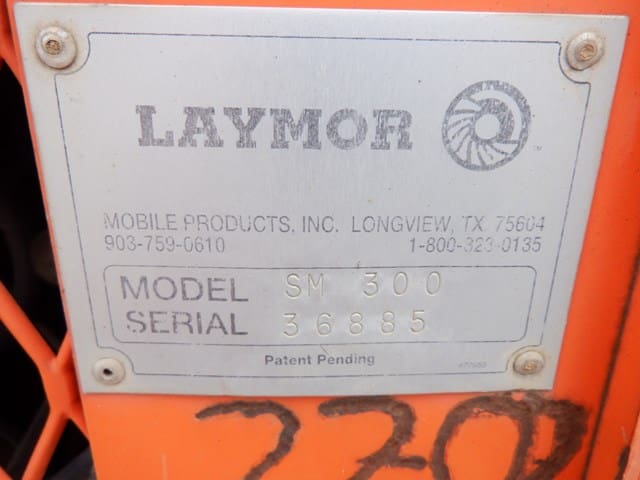 LAYMOR
MOBILE PRODUCTS, INC. LONGVIEW, TX 75604
903-759-0610 1-800-323-0135
MODEL SM 300
SERIAL 36885
Patent Pending